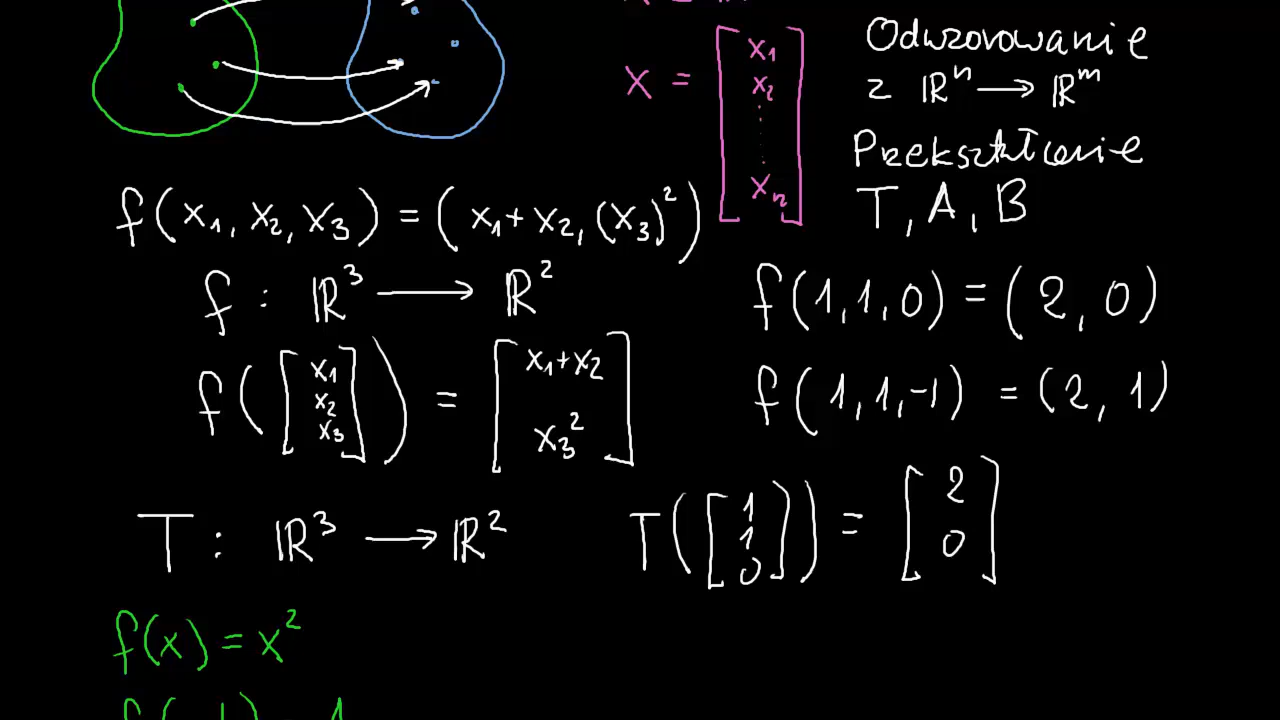 X = [x₁ x₂ ⋮ xₙ]
Odwzorowanie
z ℝⁿ → ℝᵐ
Przekształcenie
T, A, B
f(x₁, x₂, x₃) = (x₁+x₂, (x₃)²)
f : ℝ³ → ℝ²
f([x₁ x₂ x₃]) = [x₁+x₂ x₃²]
f(1,1,0) = (2, 0)
f(1,1,-1) = (2, 1)
T : ℝ³ → ℝ²
T([1 1 0]) = [2 0]
f(x) = x²